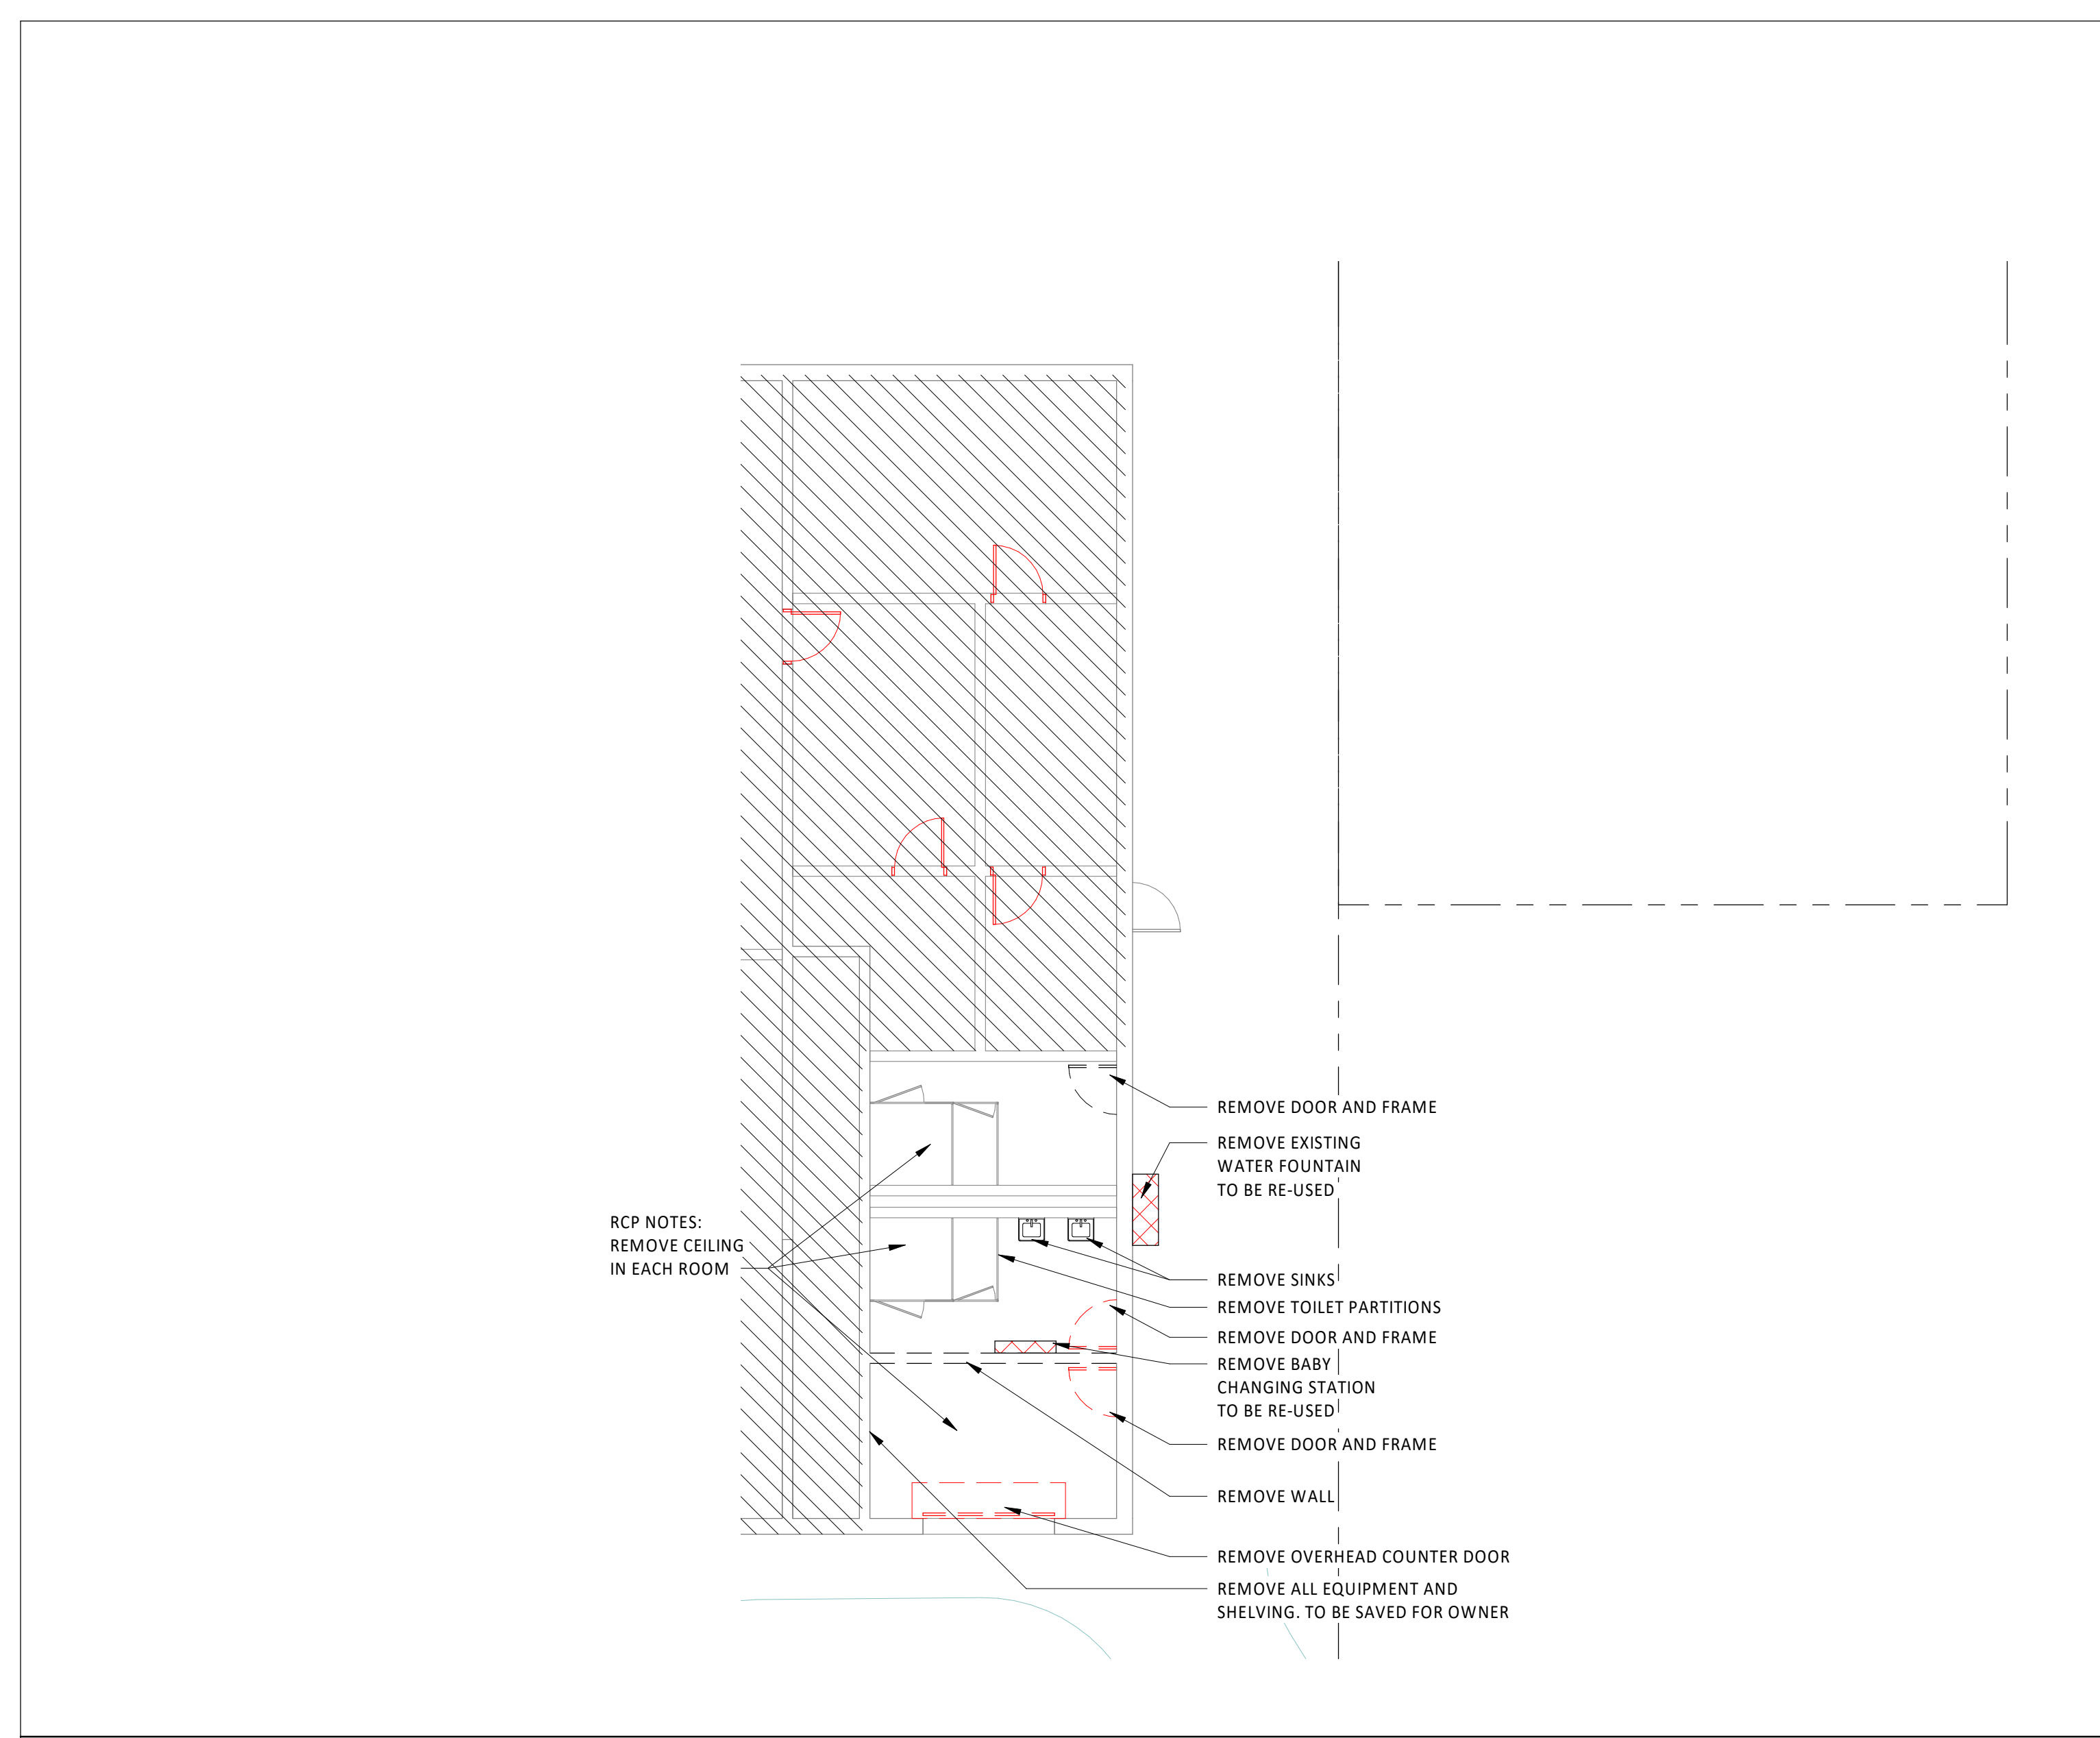 REMOVE DOOR AND FRAME
REMOVE EXISTING
WATER FOUNTAIN
TO BE RE-USED
RCP NOTES:
REMOVE CEILING
IN EACH ROOM
REMOVE SINKS
REMOVE TOILET PARTITIONS
REMOVE DOOR AND FRAME
REMOVE BABY
CHANGING STATION
TO BE RE-USED
REMOVE DOOR AND FRAME
REMOVE WALL
REMOVE OVERHEAD COUNTER DOOR
REMOVE ALL EQUIPMENT AND
SHELVING. TO BE SAVED FOR OWNER